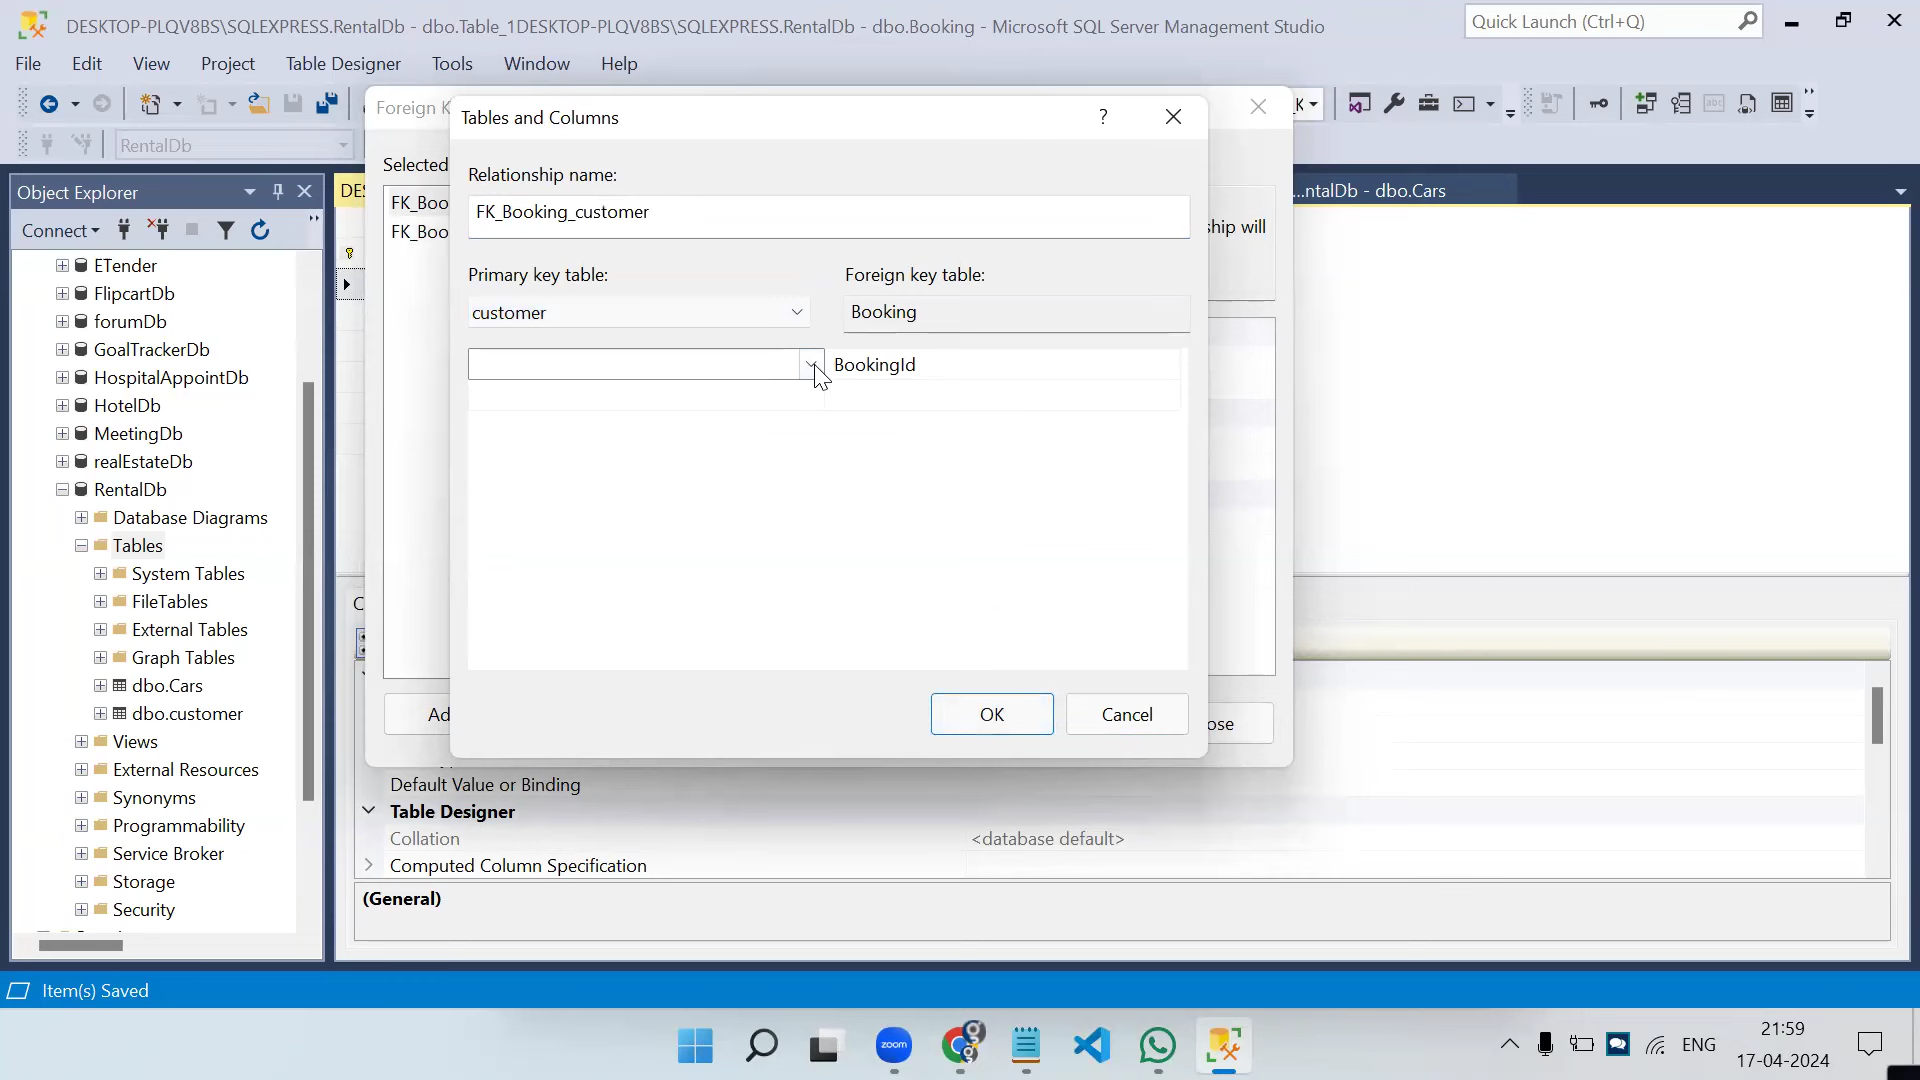 DESKTOP-PLQV8BS\SQLEXPRESS.RentalDb - dbo.Table_1DESKTOP-PLQV8BS\SQLEXPRESS.RentalDb - dbo.Booking - Microsoft SQL Server Management Studio
Quick Launch (Ctrl+Q)
File Edit View Project Table Designer Tools Window Help
RentalDb
Object Explorer
Connect
ETender
FlipcartDb
forumDb
GoalTrackerDb
HospitalAppointDb
HotelDb
MeetingDb
realEstateDb
RentalDb
Database Diagrams
Tables
System Tables
FileTables
External Tables
Graph Tables
dbo.Cars
dbo.customer
Views
External Resources
Synonyms
Programmability
Service Broker
Storage
Security
DES
...ntalDb - dbo.Cars
Foreign K
Selected
FK_Boo
FK_Boo
ship will
Ad
ose
Tables and Columns
?
Relationship name:
FK_Booking_customer
Primary key table:
Foreign key table:
customer
Booking
BookingId
OK
Cancel
Default Value or Binding
Table Designer
Collation
<database default>
Computed Column Specification
(General)
Item(s) Saved
zoom
ENG
21:59
17-04-2024